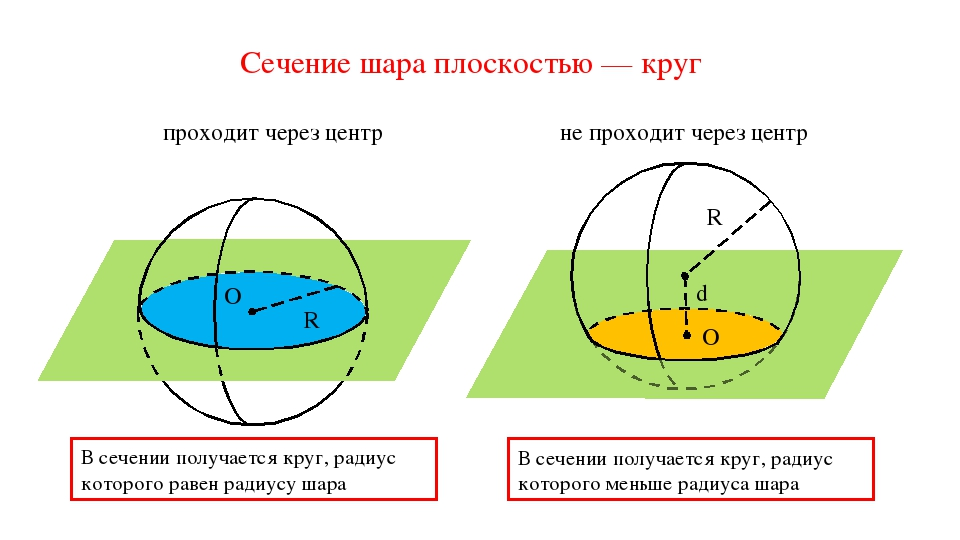 Сечение шара плоскостью — круг
проходит через центр
не проходит через центр
R
O
R
d
O
В сечении получается круг, радиус
которого равен радиусу шара
В сечении получается круг, радиус
которого меньше радиуса шара